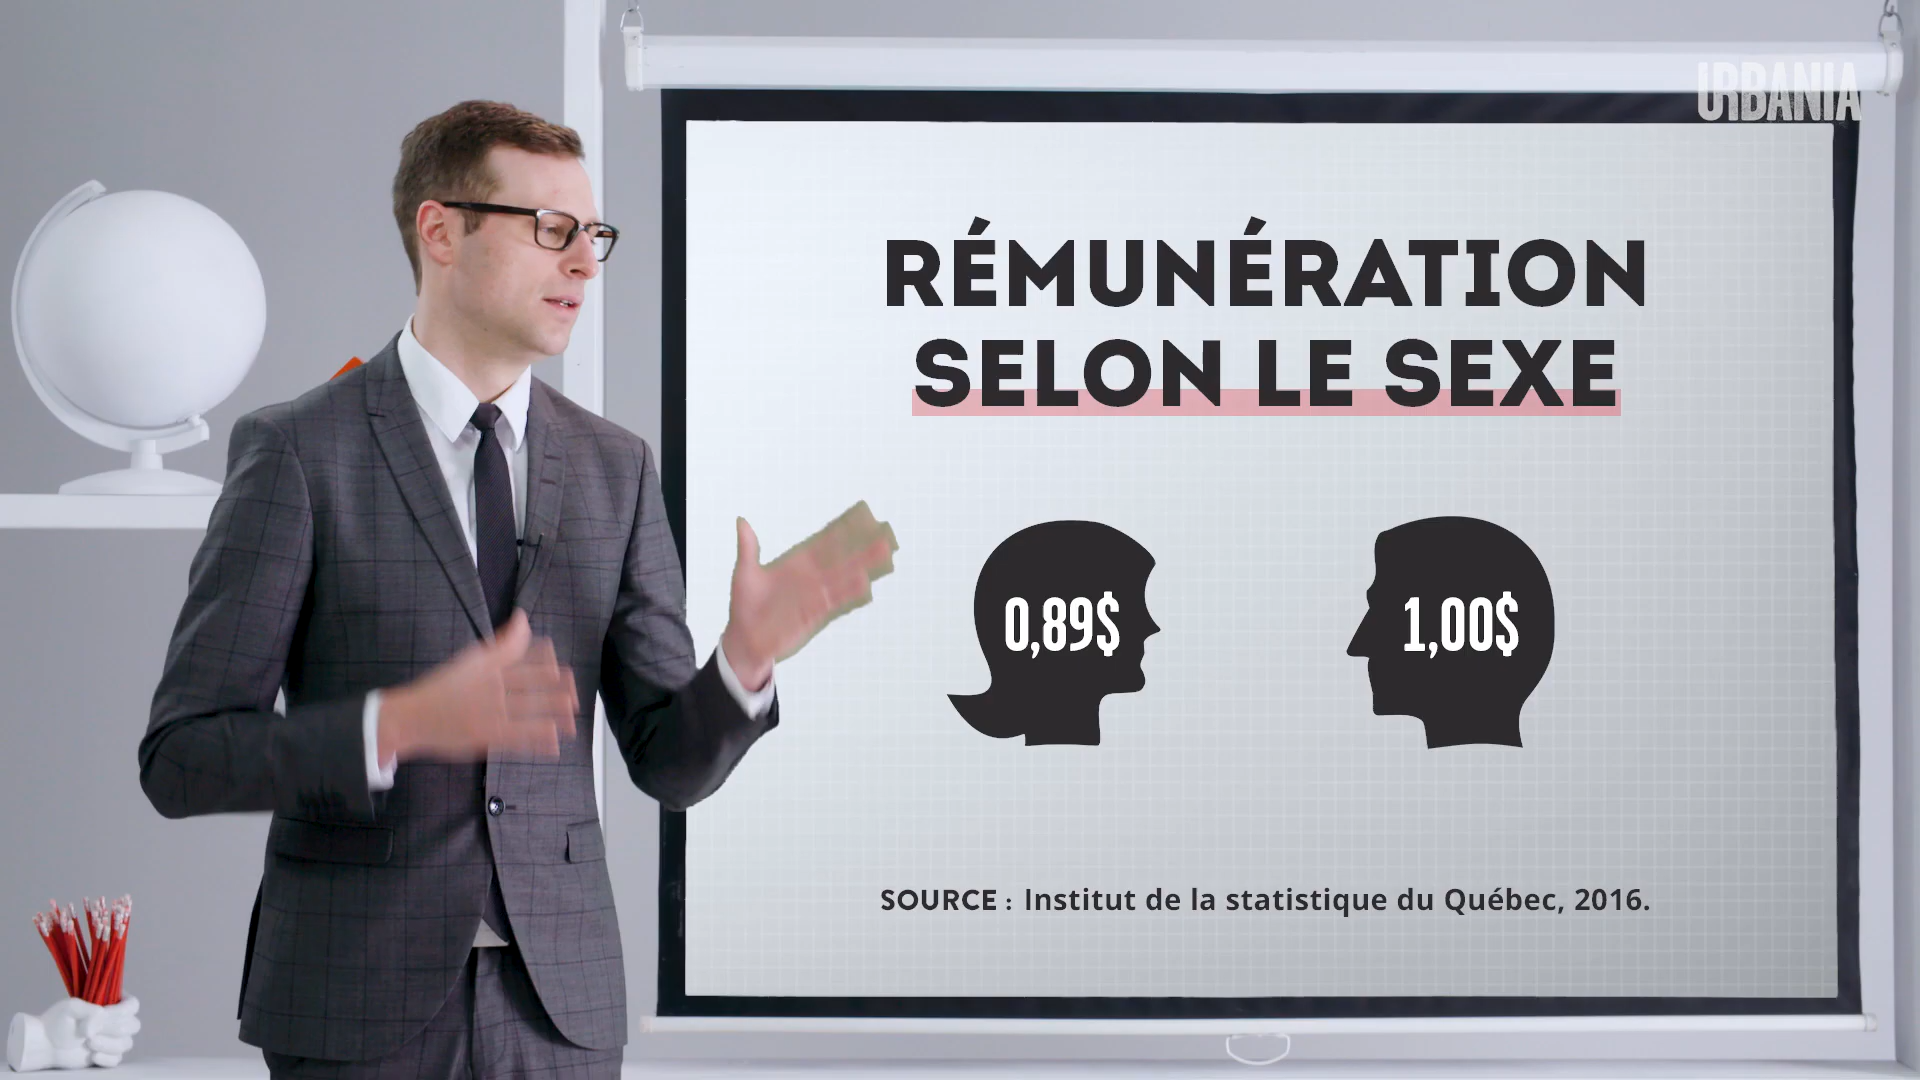 URBANIA
RÉMUNÉRATION
SELON LE SEXE
0,89$
1,00$
SOURCE : Institut de la statistique du Québec, 2016.